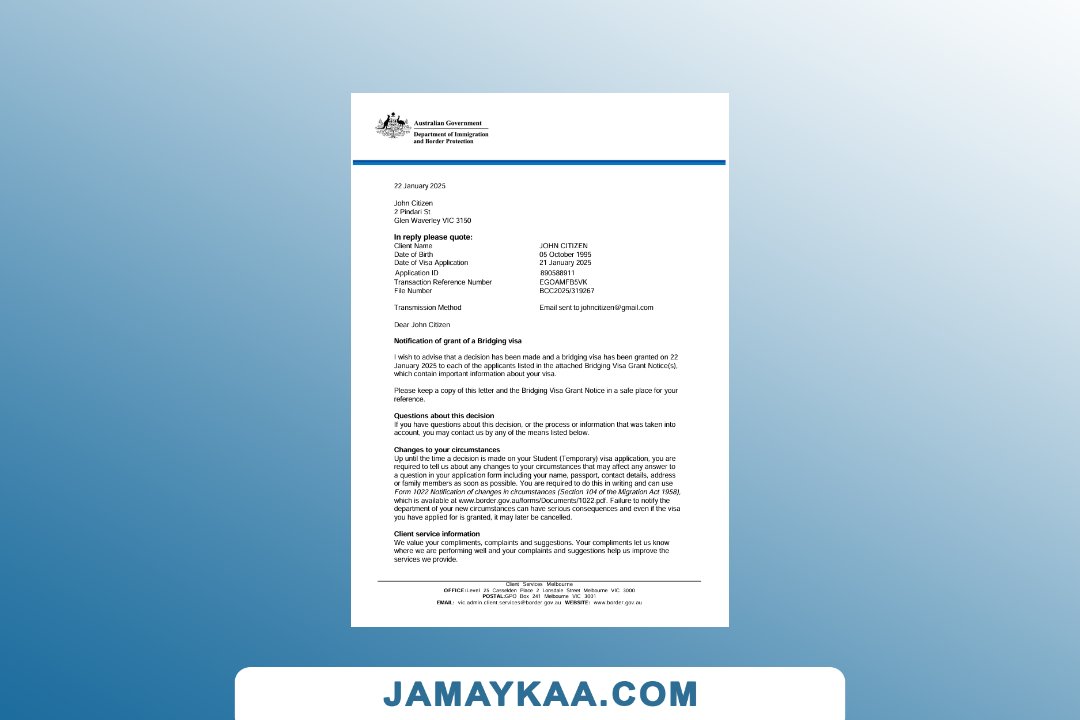 Australian Government
Department of Immigration
and Border Protection
22 January 2025
John Citizen
2 Pindari St
Glen Waverley VIC 3150
In reply please quote:
Client Name JOHN CITIZEN
Date of Birth 05 October 1995
Date of Visa Application 21 January 2025
Application ID 890588911
Transaction Reference Number EGOAMFB5VK
File Number BCC2025/319267
Transmission Method Email sent to johncitizen@gmail.com
Dear John Citizen
Notification of grant of a Bridging visa
I wish to advise that a decision has been made and a bridging visa has been granted on 22
January 2025 to each of the applicants listed in the attached Bridging Visa Grant Notice(s),
which contain important information about your visa.
Please keep a copy of this letter and the Bridging Visa Grant Notice in a safe place for your
reference.
Questions about this decision
If you have questions about this decision, or the process or information that was taken into
account, you may contact us by any of the means listed below.
Changes to your circumstances
Up until the time a decision is made on your Student (Temporary) visa application, you are
required to tell us about any changes to your circumstances that may affect any answer to
a question in your application form including your name, passport, contact details, address
or family members as soon as possible. You are required to do this in writing and can use
Form 1022 Notification of changes in circumstances (Section 104 of the Migration Act 1958),
which is available at www.border.gov.au/forms/Documents/1022.pdf. Failure to notify the
department of your new circumstances can have serious consequences and even if the visa
you have applied for is granted, it may later be cancelled.
Client service information
We value your compliments, complaints and suggestions. Your compliments let us know
where we are performing well and your complaints and suggestions help us improve the
services we provide.
Client Services Melbourne
OFFICE: Level 25 Casselden Place 2 Lonsdale Street Melbourne VIC 3000
POSTAL: GPO Box 241 Melbourne VIC 3001
EMAIL: vic.admin.client.services@border.gov.au WEBSITE: www.border.gov.au
JAMAYKAA.COM